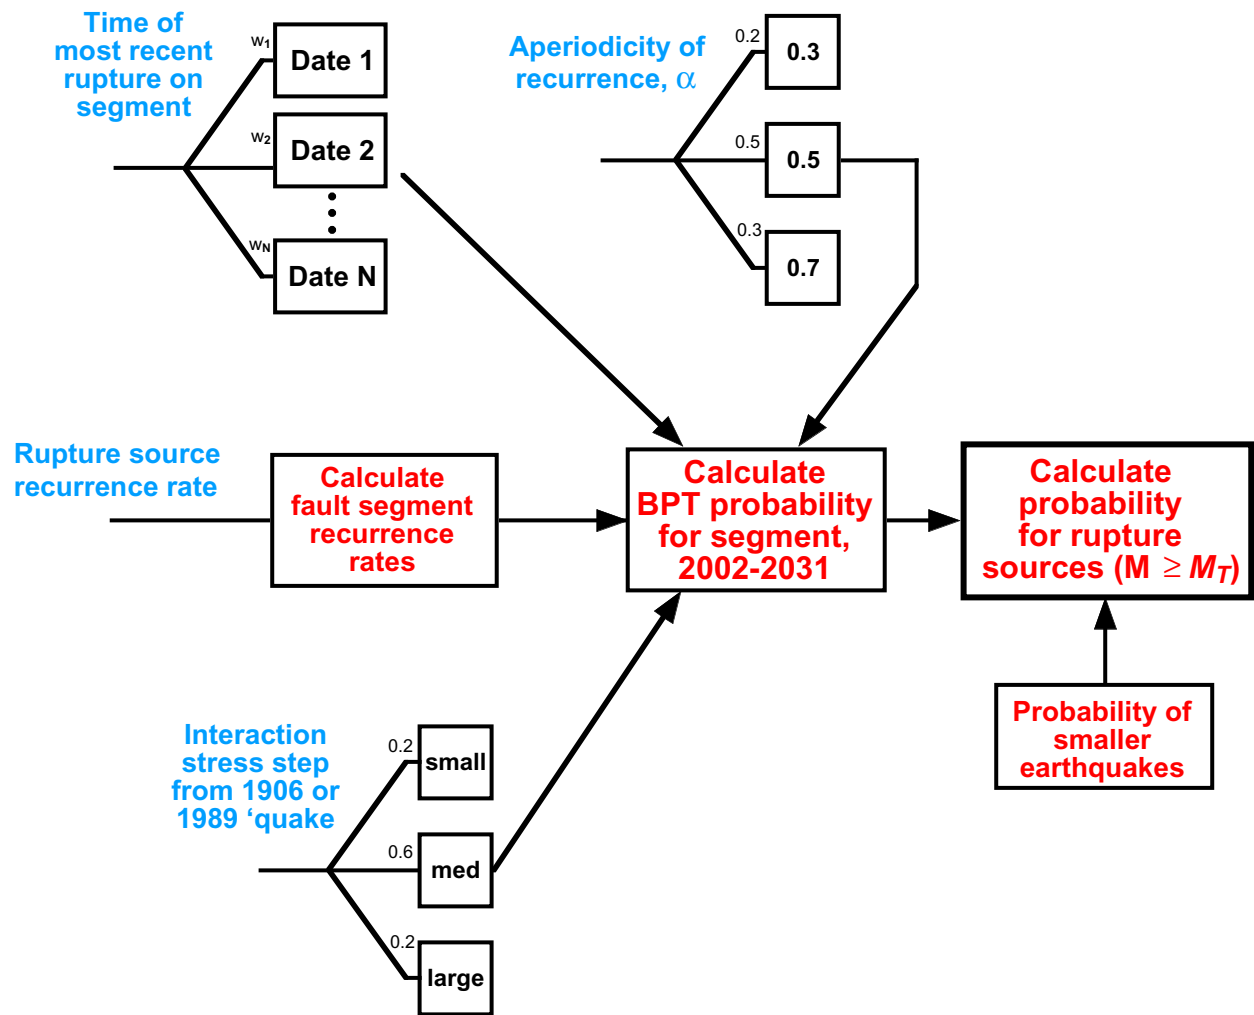 Time of
most recent
rupture on
segment
w1
Date 1
w2
Date 2
wN
Date N
Aperiodicity of
recurrence, α
0.2
0.3
0.5
0.5
0.3
0.7
Rupture source
recurrence rate
Calculate
fault segment
recurrence
rates
Calculate
BPT probability
for segment,
2002-2031
Calculate
probability
for rupture
sources (M ≥ MT)
Probability of
smaller
earthquakes
Interaction
stress step
from 1906 or
1989 ‘quake
0.2
small
0.6
med
0.2
large